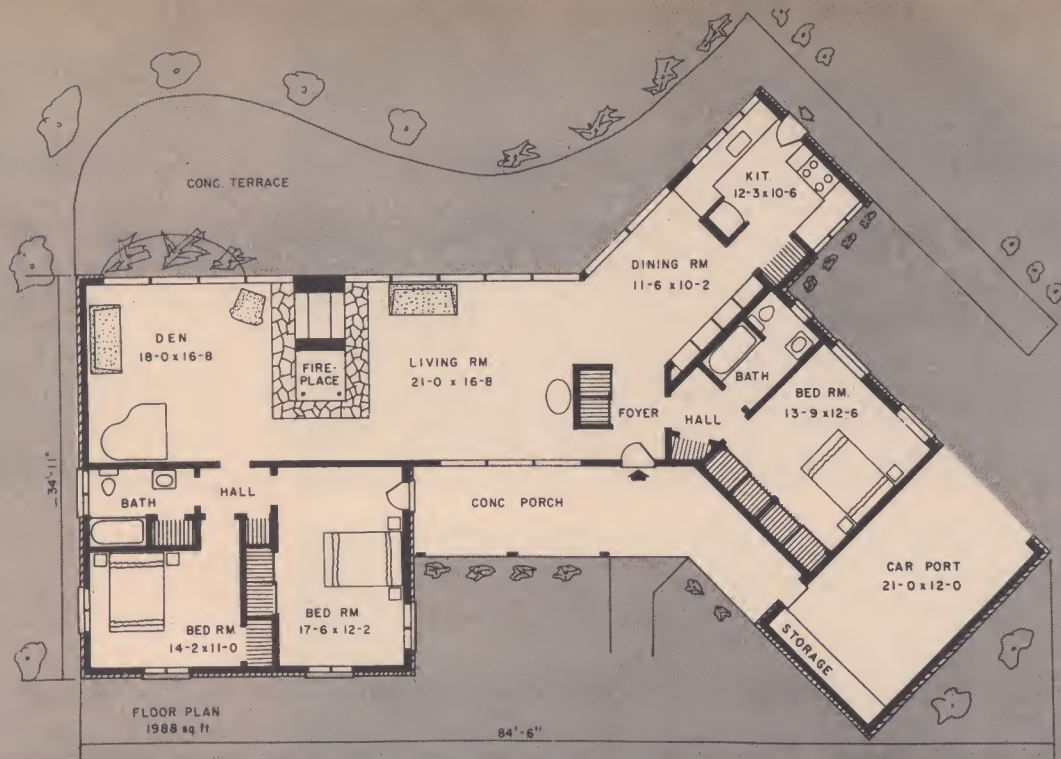 CONC. TERRACE
KIT.
12-3 x 10-6
DINING RM
11-6 x 10-2
DEN
18-0 x 16-8
FIRE-
PLACE
LIVING RM
21-0 x 16-8
FOYER
HALL
BATH
BED RM.
13-9 x 12-6
34'-11"
BATH
HALL
CONC PORCH
CAR PORT
21-0 x 12-0
BED RM.
14-2 x 11-0
BED RM
17-6 x 12-2
STORAGE
FLOOR PLAN
1988 sq. ft.
84'-6"